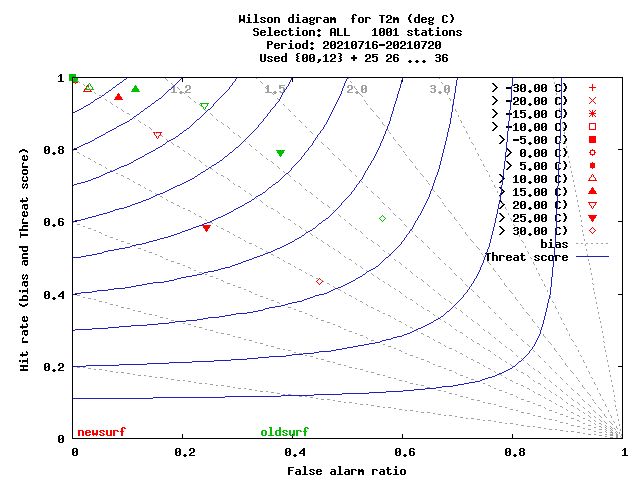 Wilson diagram  for T2m (deg C)
Selection: ALL   1001 stations
Period: 20210716-20210720
Used {00,12} + 25 26 ... 36
1
1.2
1.5
2.0
3.0
> -30.00 C)
> -20.00 C)
> -15.00 C)
> -10.00 C)
> -5.00 C)
> 0.00 C)
> 5.00 C)
> 10.00 C)
> 15.00 C)
> 20.00 C)
> 25.00 C)
> 30.00 C)
bias
Threat score
0.8
0.6
0.4
0.2
0
Hit rate (bias and Threat score)
newsurf
oldsurf
0
0.2
0.4
0.6
0.8
1
False alarm ratio